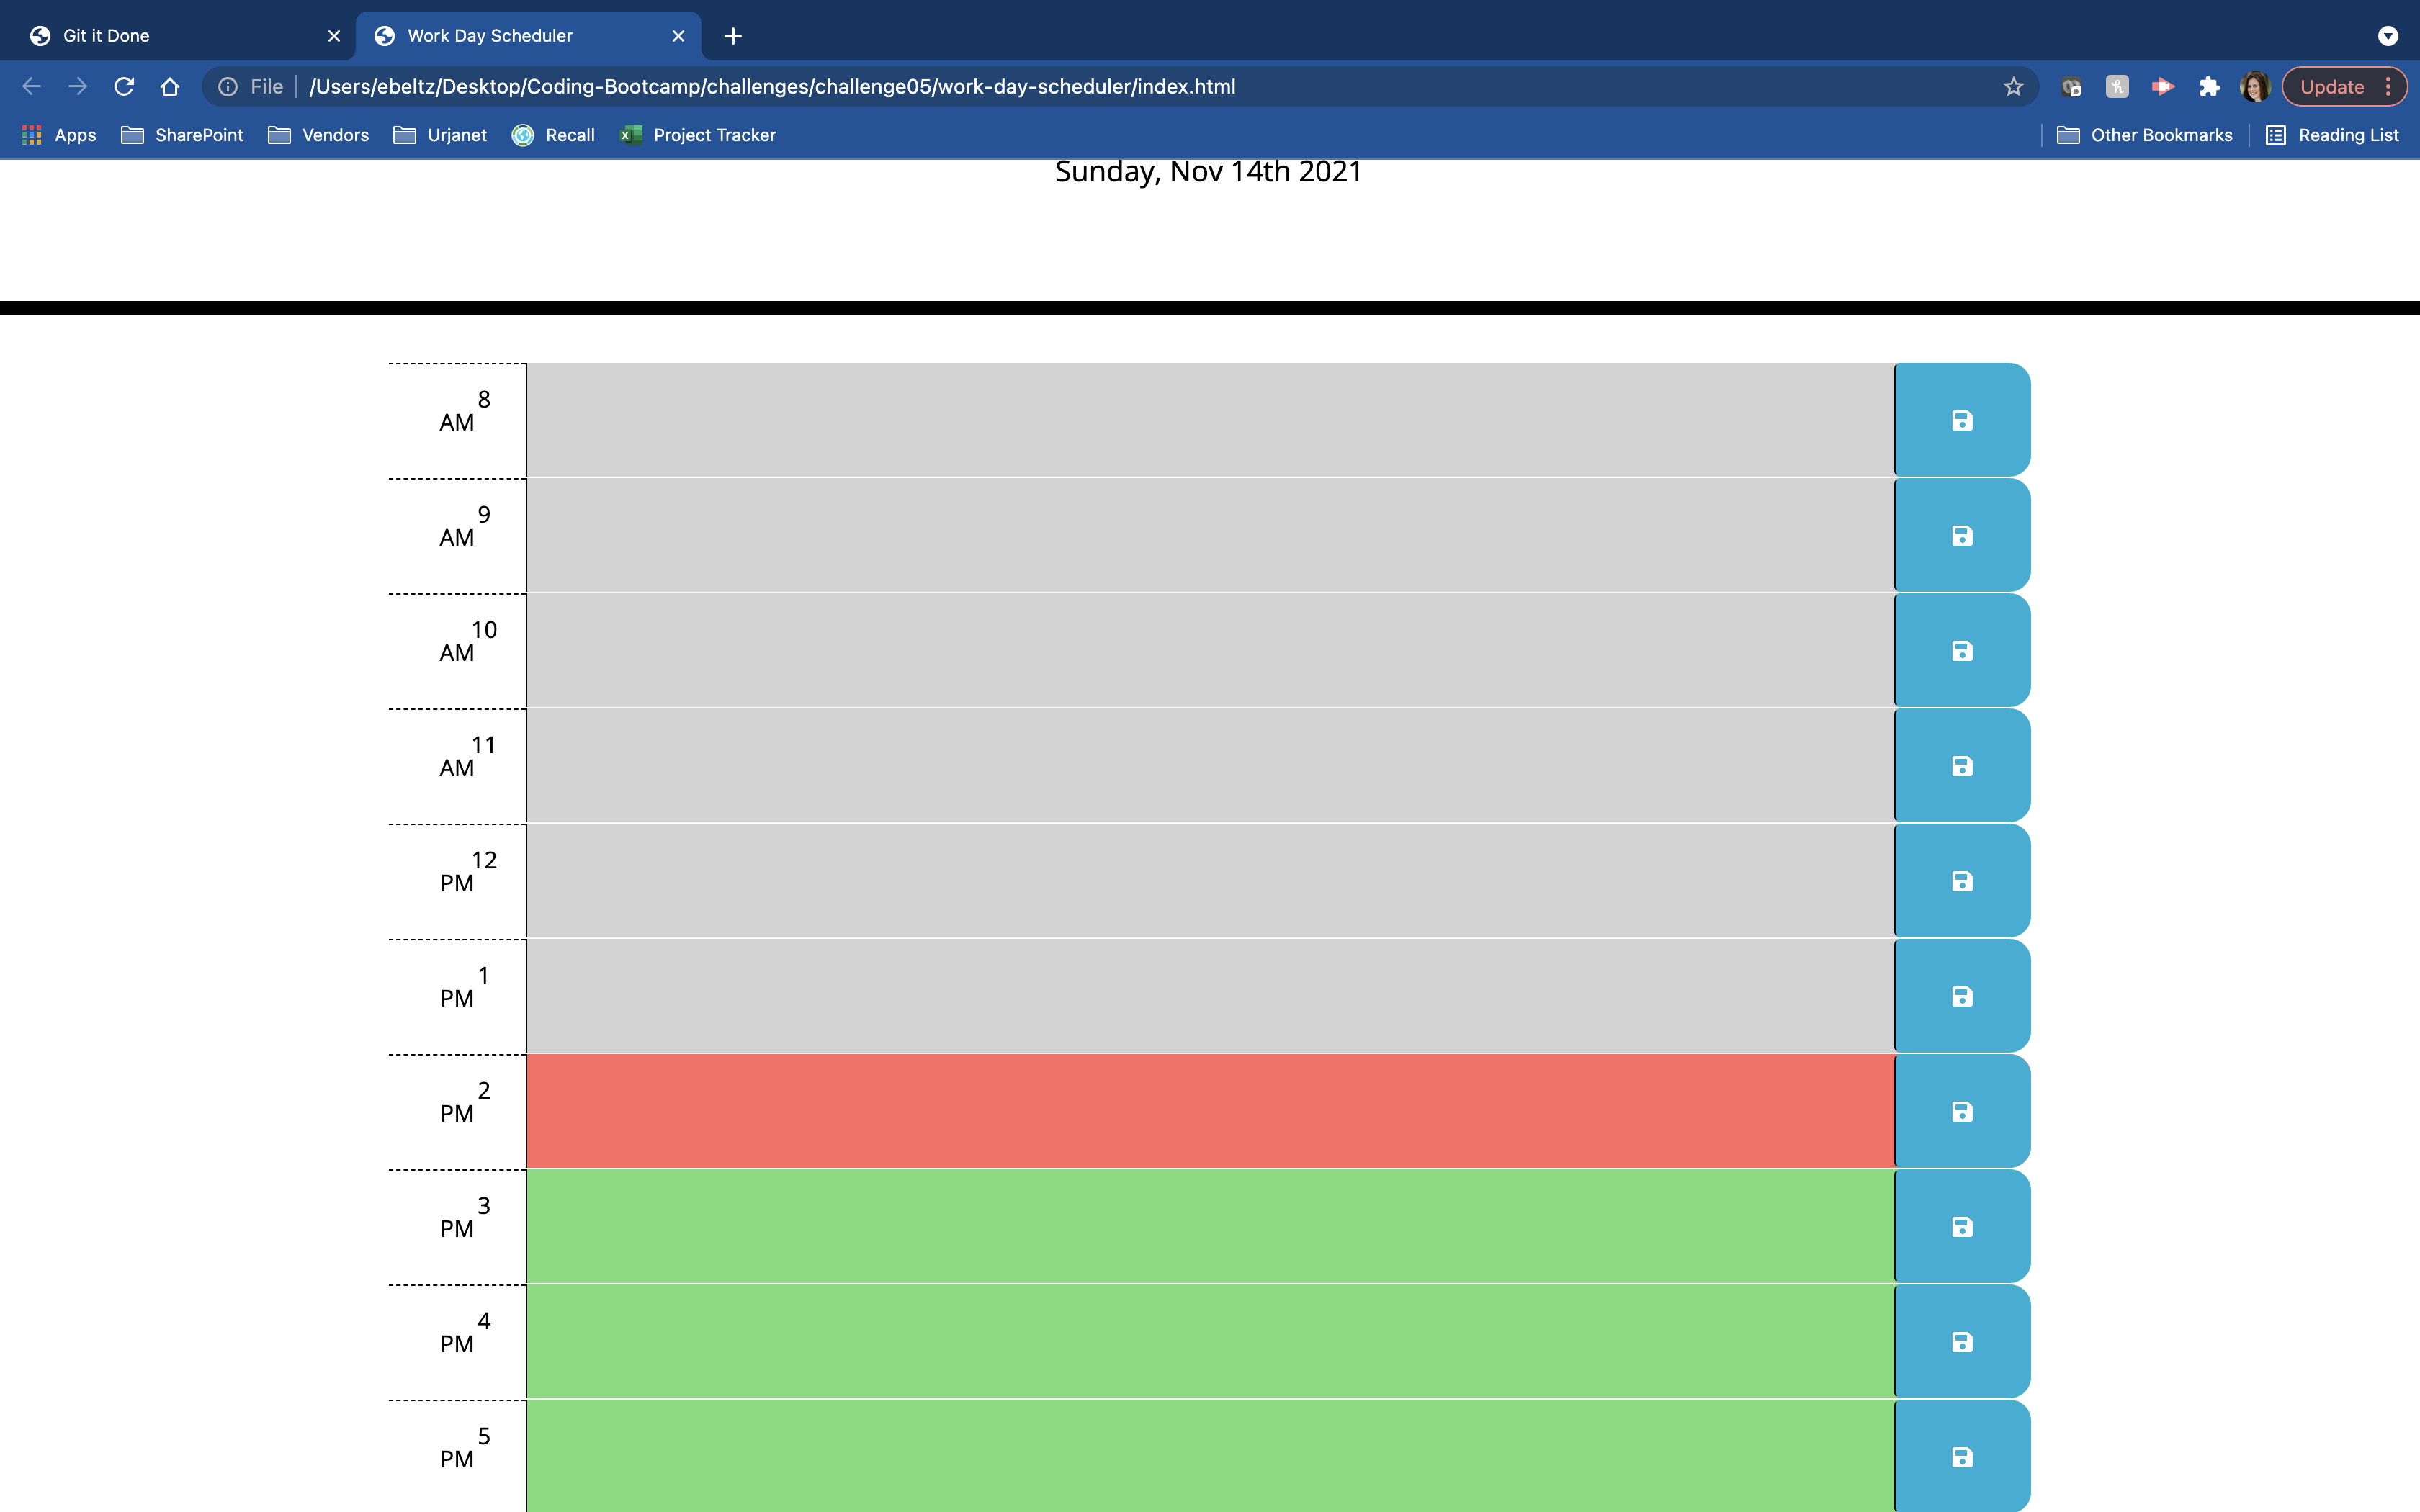 Git it Done
Work Day Scheduler
File /Users/ebeltz/Desktop/Coding-Bootcamp/challenges/challenge05/work-day-scheduler/index.html
Update
Apps SharePoint Vendors Urjanet Recall Project Tracker Other Bookmarks Reading List
Sunday, Nov 14th 2021
8
AM
9
AM
10
AM
11
AM
12
PM
1
PM
2
PM
3
PM
4
PM
5
PM